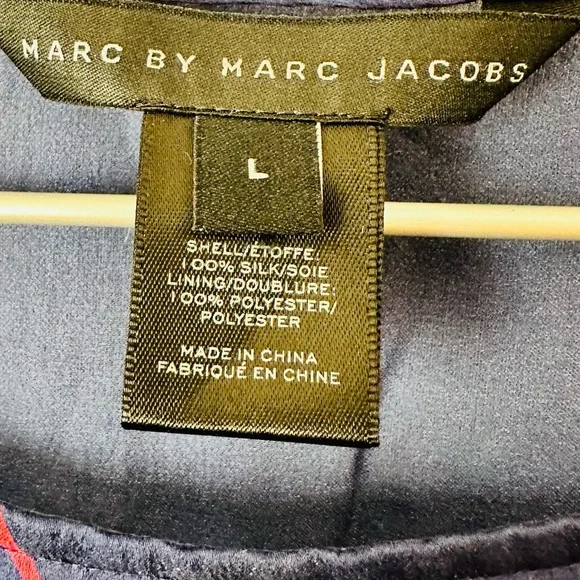 MARC BY MARC JACOBS
L
SHELL/ÉTOFFE:
100% SILK/SOIE
LINING/DOUBLURE:
100% POLYESTER/
POLYESTER
MADE IN CHINA
FABRIQUÉ EN CHINE